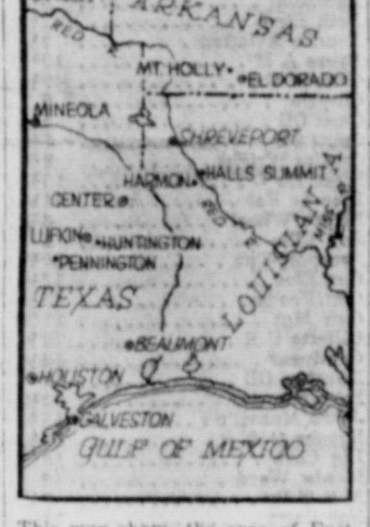 ARKANSAS
RED
MT. HOLLY
EL DORADO
MINEOLA
SHREVEPORT
HARMON
HALLS SUMMIT
CENTER
RED R.
LUFKIN
HUNTINGTON
PENNINGTON
LOUISIANA
MISS. R.
TEXAS
BEAUMONT
HOUSTON
GALVESTON
GULF OF MEXICO